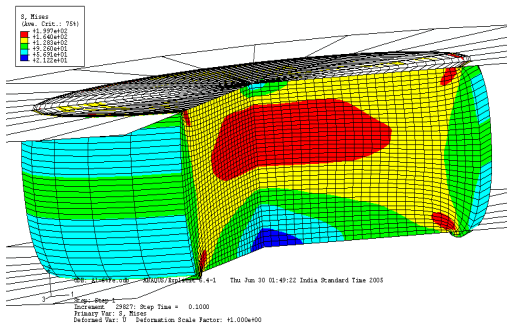 S, Mises
(Ave. Crit.: 75%)
+1.997e+02
+1.640e+02
+1.283e+02
+9.260e+01
+5.691e+01
+2.122e+01
3
1
Thu Jun 30 01:49:22 India Standard Time 2005
Step: Step-1
Increment 29827: Step Time = 0.1000
Primary Var: S, Mises
Deformed Var: U Deformation Scale Factor: +1.000e+00